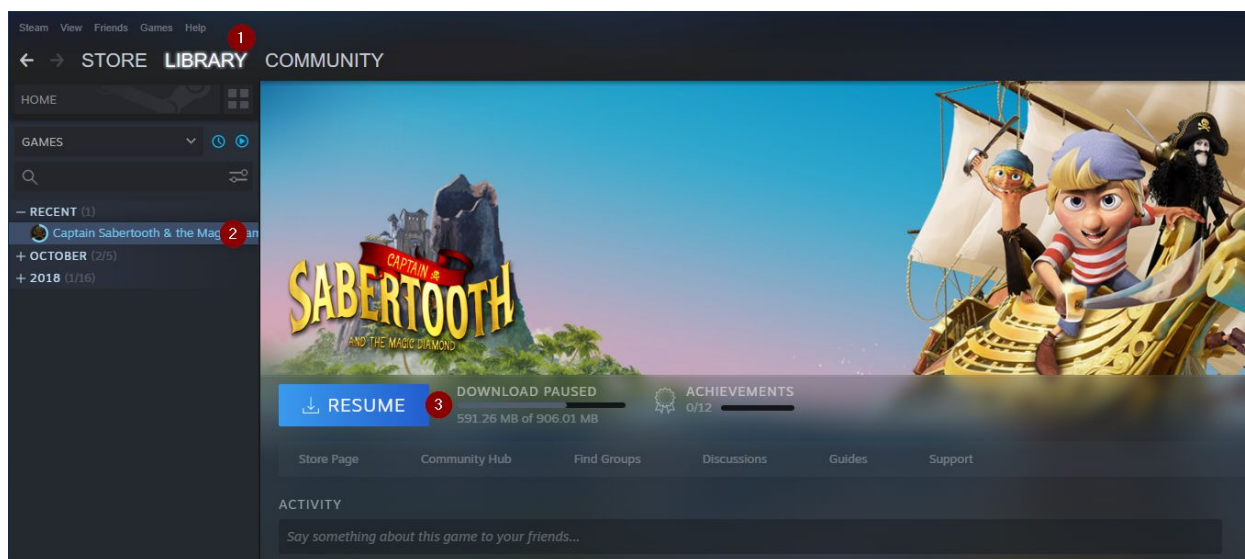 Steam View Friends Games Help
1
STORE LIBRARY COMMUNITY
HOME
GAMES
RECENT (1)
Captain Sabertooth & the Mag
2
OCTOBER (2/5)
2018 (1/16)
CAPTAIN
SABERTOOTH
AND THE MAGIC DIAMOND
RESUME
3
DOWNLOAD PAUSED
591.26 MB of 906.01 MB
ACHIEVEMENTS
0/12
Store Page Community Hub Find Groups Discussions Guides Support
ACTIVITY
Say something about this game to your friends...